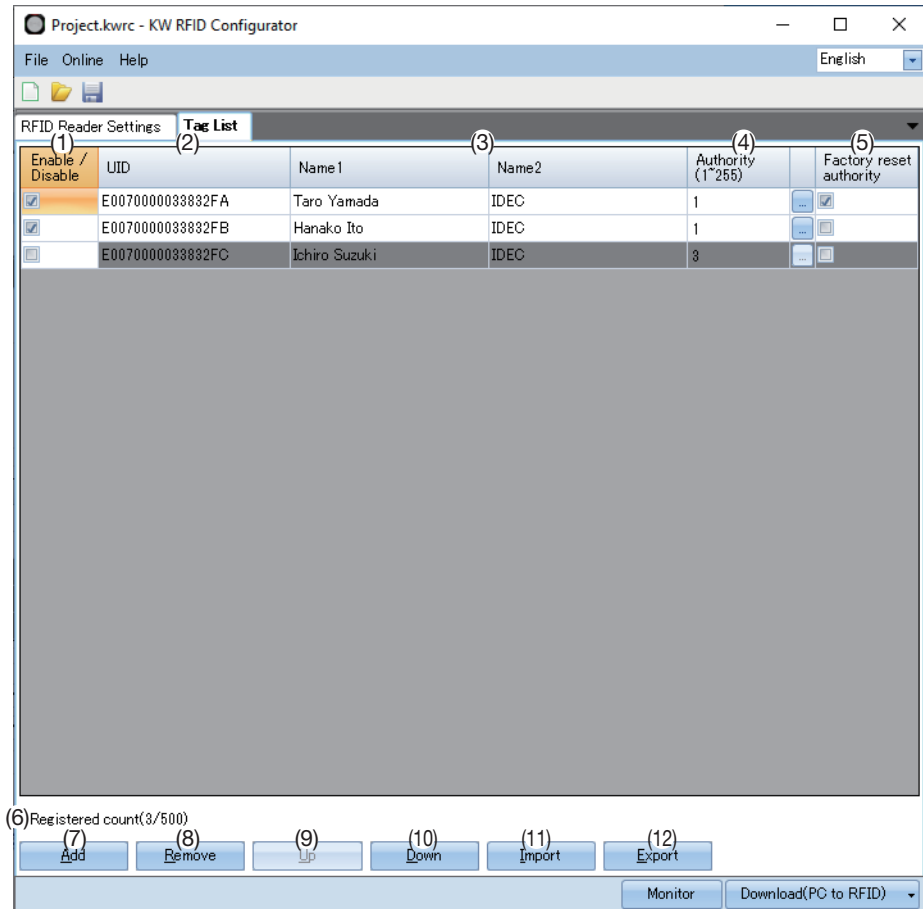 Project.kwrc - KW RFID Configurator
File Online Help English
RFID Reader Settings Tag List
(1) (2) (3) (4) (5)
Enable / Disable UID Name1 Name2 Authority (1~255) Factory reset authority
E0070000033832FA Taro Yamada IDEC 1 ...
E0070000033832FB Hanako Ito IDEC 1 ...
E0070000033832FC Ichiro Suzuki IDEC 3 ...
(6) Registered count(3/500)
(7) (8) (9) (10) (11) (12)
Add Remove Up Down Import Export
Monitor Download(PC to RFID)